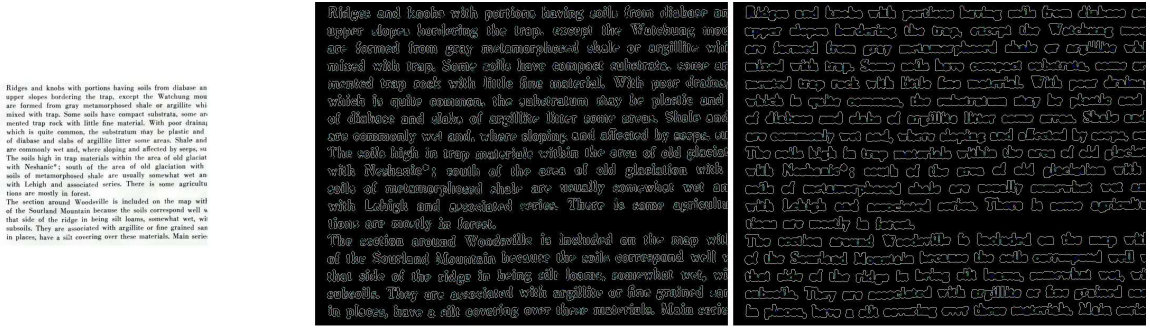 Ridges and knobs with portions having soils from diabase an
upper slopes bordering the trap, except the Watchung mou
are formed from gray metamorphosed shale or argillite whi
mixed with trap. Some soils have compact substrata, some ar
mented trap rock with little fine material. With poor drainag
which is quite common, the substratum may be plastic and
of diabase and slabs of argillite litter some areas. Shale and
are commonly wet and, where sloping and affected by seeps, su
The soils high in trap materials within the area of old glaciat
with Neshanic*; south of the area of old glaciation with
soils of metamorphosed shale are usually somewhat wet an
with Lehigh and associated series. There is some agricultu
tions are mostly in forest.
The section around Woodsville is included on the map with
of the Sourland Mountain because the soils correspond well w
that side of the ridge in being silt loams, somewhat wet, wi
subsoils. They are associated with argillite or fine grained san
in places, have a silt covering over these materials. Main serie